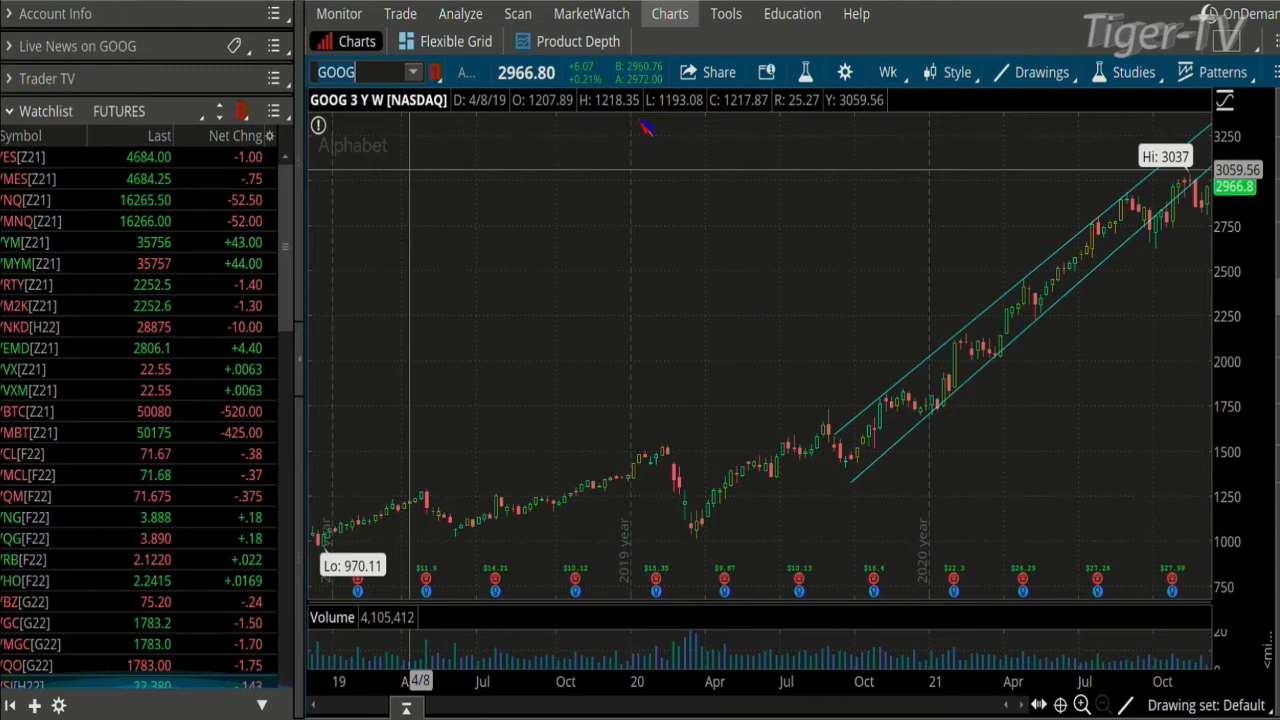 Account Info
Monitor Trade Analyze Scan MarketWatch Charts Tools Education Help
OnDemand
Tiger-TV
Live News on GOOG
Charts Flexible Grid Product Depth
Trader TV
GOOG A... 2966.80 +6.07 +0.21% B: 2960.76 A: 2972.00 Share Wk Style Drawings Studies Patterns
Watchlist FUTURES
GOOG 3 Y W [NASDAQ] D: 4/8/19 O: 1207.89 H: 1218.35 L: 1193.08 C: 1217.87 R: 25.27 Y: 3059.56
Symbol Last Net Chng
/ES[Z21] 4684.00 -1.00
/MES[Z21] 4684.25 -.75
/NQ[Z21] 16265.50 -52.50
/MNQ[Z21] 16266.00 -52.00
/YM[Z21] 35756 +43.00
/MYM[Z21] 35757 +44.00
/RTY[Z21] 2252.5 -1.40
/M2K[Z21] 2252.6 -1.30
/NKD[H22] 28875 -10.00
/EMD[Z21] 2806.1 +4.40
/VX[Z21] 22.55 +.0063
/VXM[Z21] 22.55 +.0063
/BTC[Z21] 50080 -520.00
/MBT[Z21] 50175 -425.00
/CL[F22] 71.67 -.38
/MCL[F22] 71.68 -.37
/QM[F22] 71.675 -.375
/NG[F22] 3.888 +.18
/QG[F22] 3.890 +.18
/RB[F22] 2.1220 +.022
/HO[F22] 2.2415 +.0169
/BZ[G22] 75.20 -.24
/GC[G22] 1783.2 -1.50
/MGC[G22] 1783.0 -1.70
/QO[G22] 1783.00 -1.75
/SI[H22] 22.380 -.143
Alphabet
Hi: 3037
3250
3059.56
2966.8
2750
2500
2250
2000
1750
1500
1250
1000
750
Lo: 970.11
2019 year
2020 year
$11.9 $14.21 $10.12 $15.35 $9.87 $10.13 $16.4 $22.3 $26.29 $27.26 $27.99
Volume 4,105,412
20
0
<mi...
19 4/8 Jul Oct 20 Apr Jul Oct 21 Apr Jul Oct
Drawing set: Default